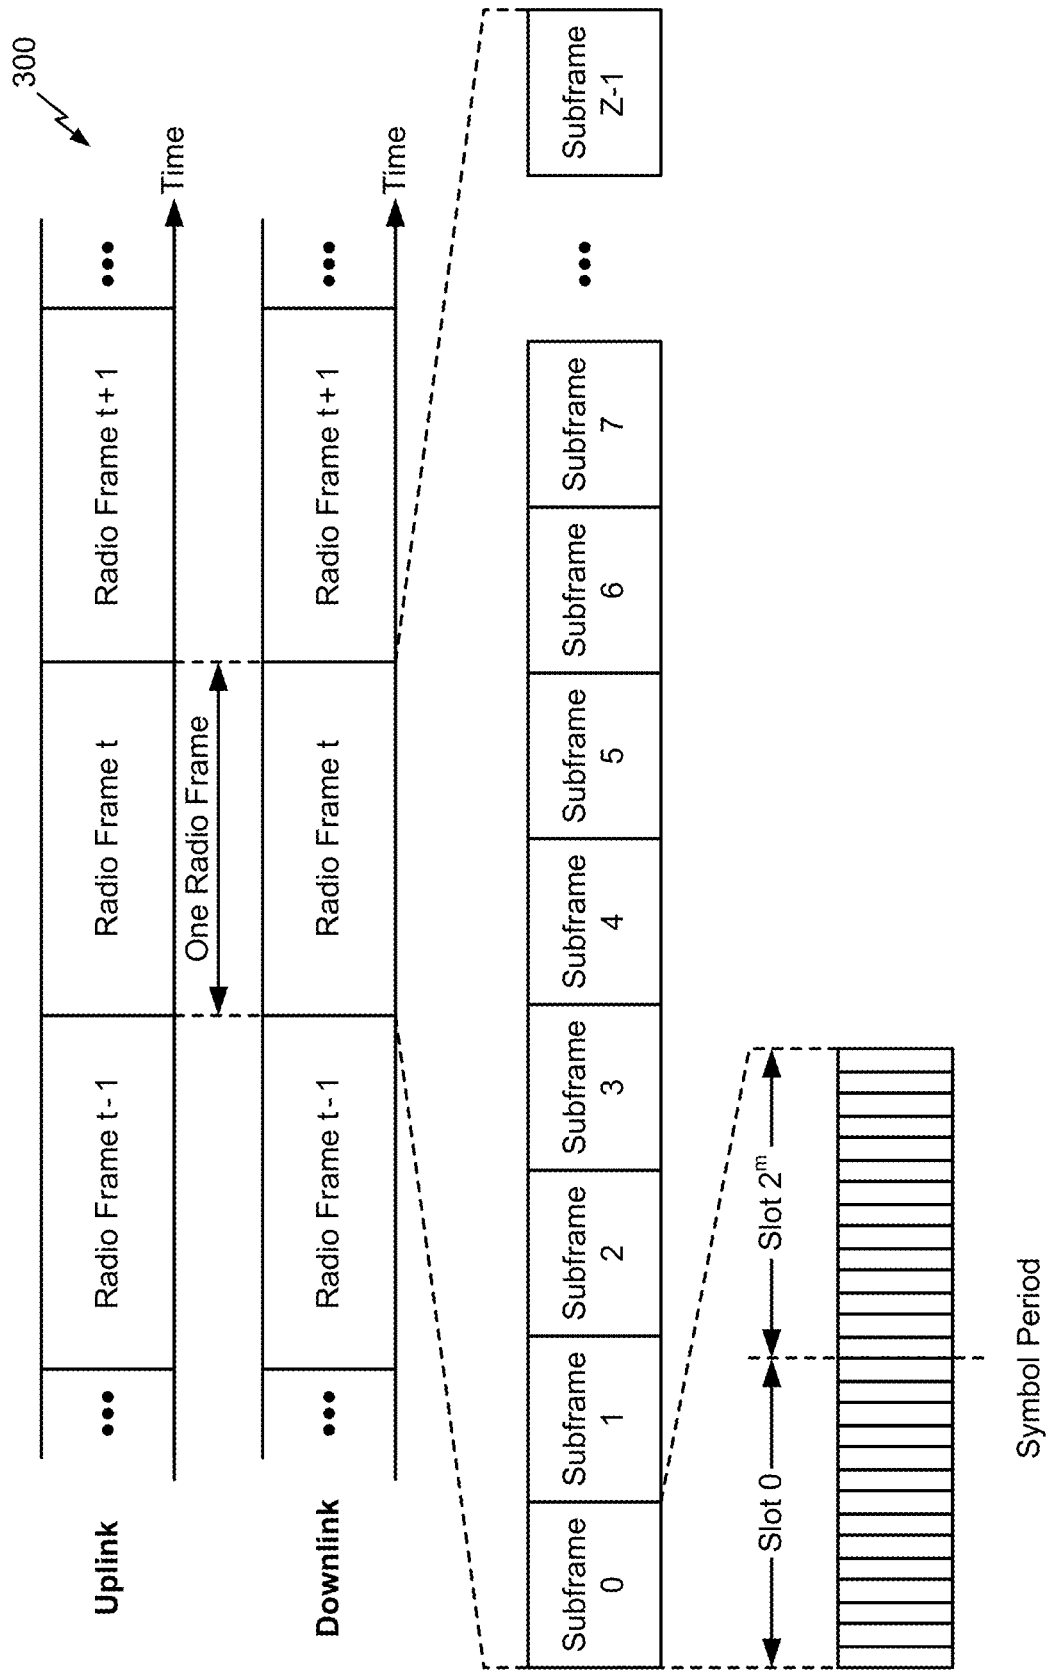 300
Uplink
•••
Radio Frame t-1
Radio Frame t
Radio Frame t+1
•••
Time
One Radio Frame
Downlink
•••
Radio Frame t-1
Radio Frame t
Radio Frame t+1
•••
Time
Subframe
0
Subframe
1
Subframe
2
Subframe
3
Subframe
4
Subframe
5
Subframe
6
Subframe
7
•••
Subframe
Z-1
Slot 0
Slot 2ᵐ
Symbol Period